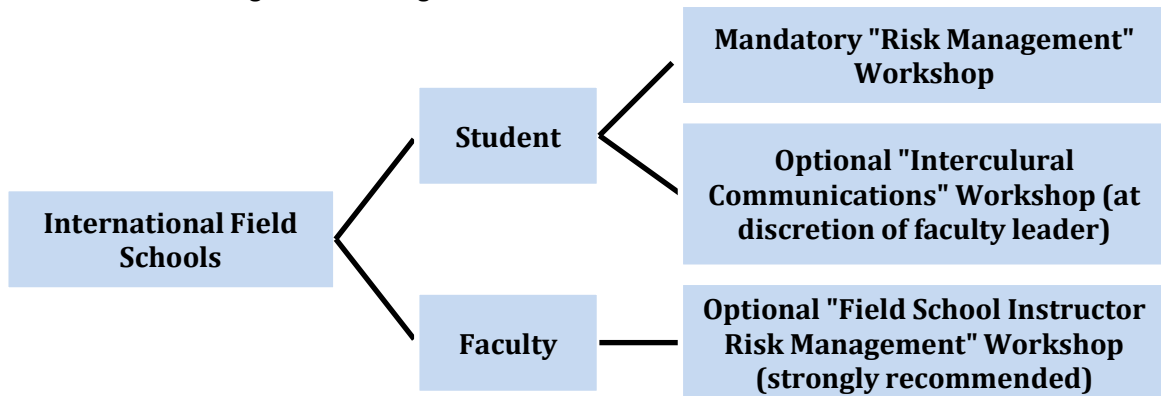 Mandatory "Risk Management"
Workshop
Student
Optional "Interculural
Communications" Workshop (at
discretion of faculty leader)
International Field
Schools
Faculty
Optional "Field School Instructor
Risk Management" Workshop
(strongly recommended)